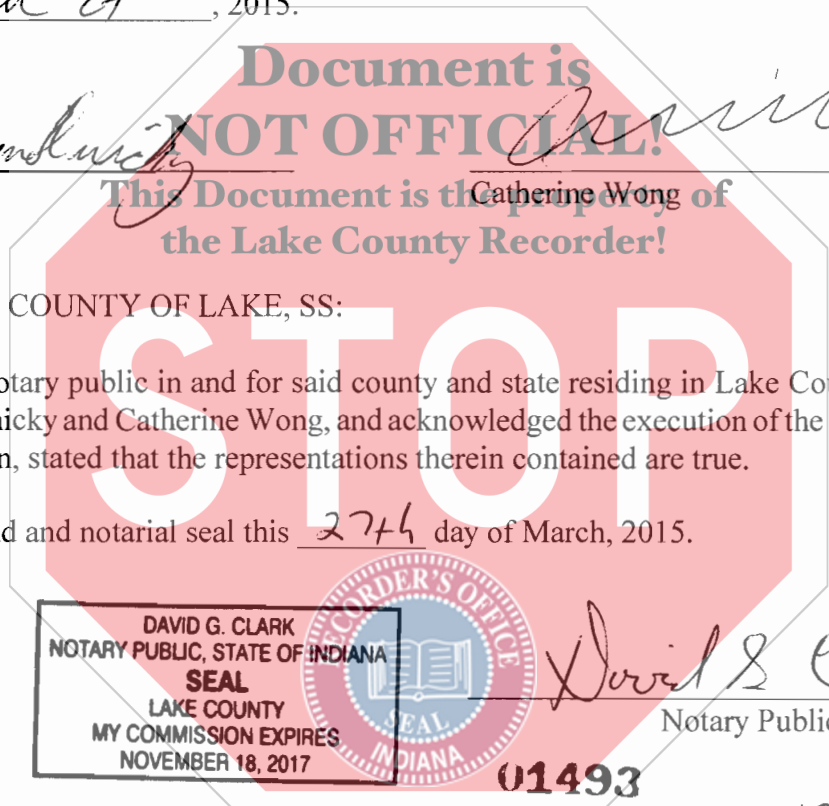 , 2015.
Document is
NOT OFFICIAL!
This Document is the property of
the Lake County Recorder!
Catherine Wong
COUNTY OF LAKE, SS:
STOP
otary public in and for said county and state residing in Lake Cou
nicky and Catherine Wong, and acknowledged the execution of the
n, stated that the representations therein contained are true.
d and notarial seal this 27th day of March, 2015.
RECORDER'S OFFICE
SEAL
INDIANA
DAVID G. CLARK
NOTARY PUBLIC, STATE OF INDIANA
SEAL
LAKE COUNTY
MY COMMISSION EXPIRES
NOVEMBER 18, 2017
David G C
Notary Public
01493